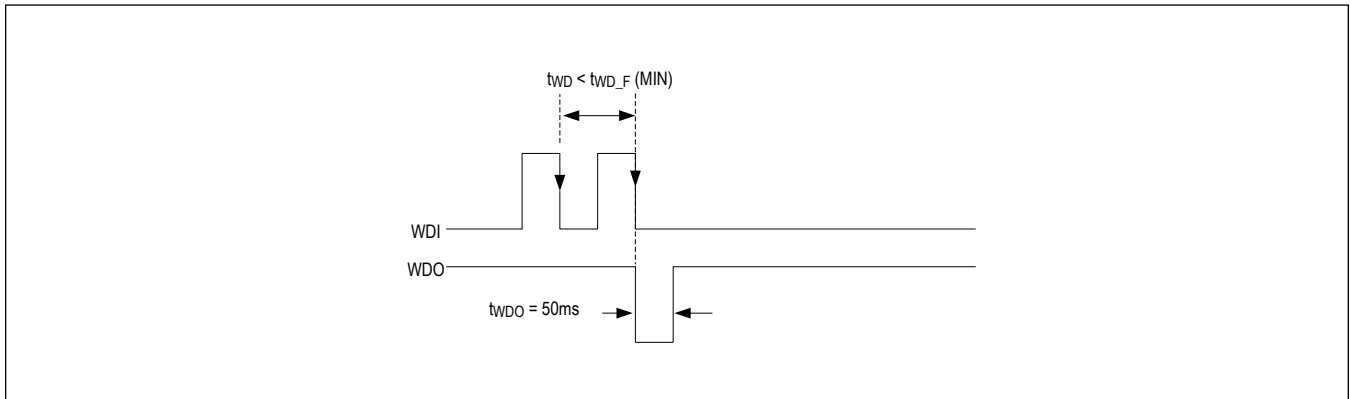 tWD < tWD_F (MIN)
WDI
WDO
tWDO = 50ms